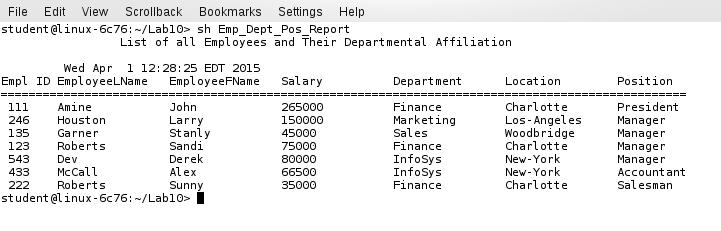 File Edit View Scrollback Bookmarks Settings Help
student@linux-6c76:~/Lab10> sh Emp_Dept_Pos_Report
List of all Employees and Their Departmental Affiliation
Wed Apr  1 12:28:25 EDT 2015
Empl ID EmployeeLName EmployeeFName Salary Department Location Position
==========================================================================================
111 Amine John 265000 Finance Charlotte President
246 Houston Larry 150000 Marketing Los-Angeles Manager
135 Garner Stanly 45000 Sales Woodbridge Manager
123 Roberts Sandi 75000 Finance Charlotte Manager
543 Dev Derek 80000 InfoSys New-York Manager
433 McCall Alex 66500 InfoSys New-York Accountant
222 Roberts Sunny 35000 Finance Charlotte Salesman
student@linux-6c76:~/Lab10>